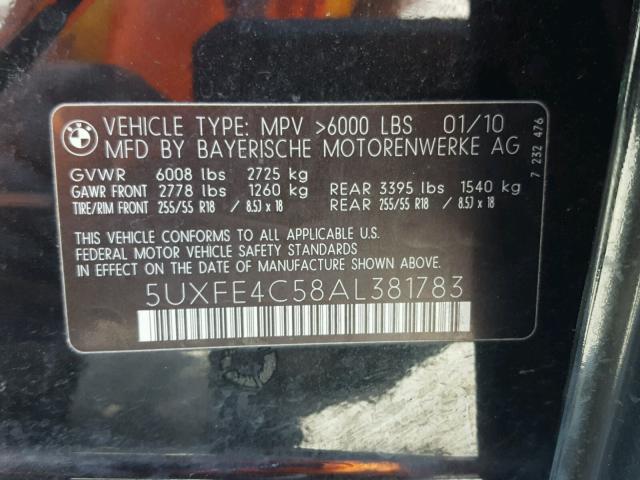 BMW VEHICLE TYPE: MPV >6000 LBS 01/10
MFD BY BAYERISCHE MOTORENWERKE AG
GVWR 6008 lbs 2725 kg
GAWR FRONT 2778 lbs 1260 kg REAR 3395 lbs 1540 kg
TIRE/RIM FRONT 255/55 R18 / 8.5J x 18 REAR 255/55 R18 / 8.5J x 18
THIS VEHICLE CONFORMS TO ALL APPLICABLE U.S.
FEDERAL MOTOR VEHICLE SAFETY STANDARDS
IN EFFECT ON THE DATE OF MANUFACTURE SHOWN ABOVE.
5UXFE4C58AL381783
7 232 476